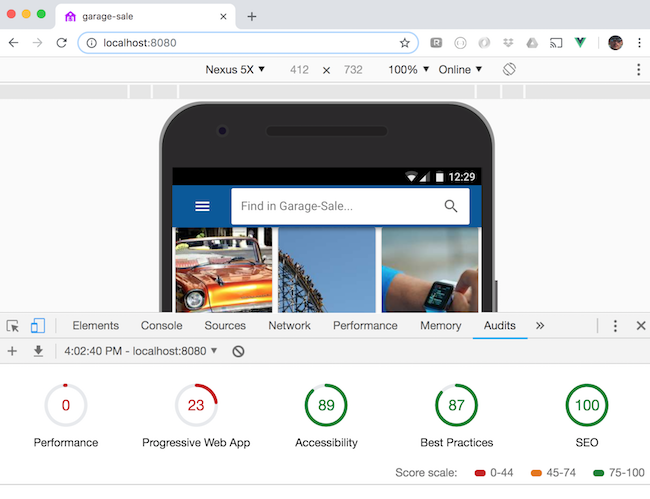 garage-sale
localhost:8080
Nexus 5X 412 × 732 100% Online
12:29
Find in Garage-Sale...
Elements Console Sources Network Performance Memory Audits
4:02:40 PM - localhost:8080
0 23 89 87 100
Performance Progressive Web App Accessibility Best Practices SEO
Score scale: 0-44 45-74 75-100